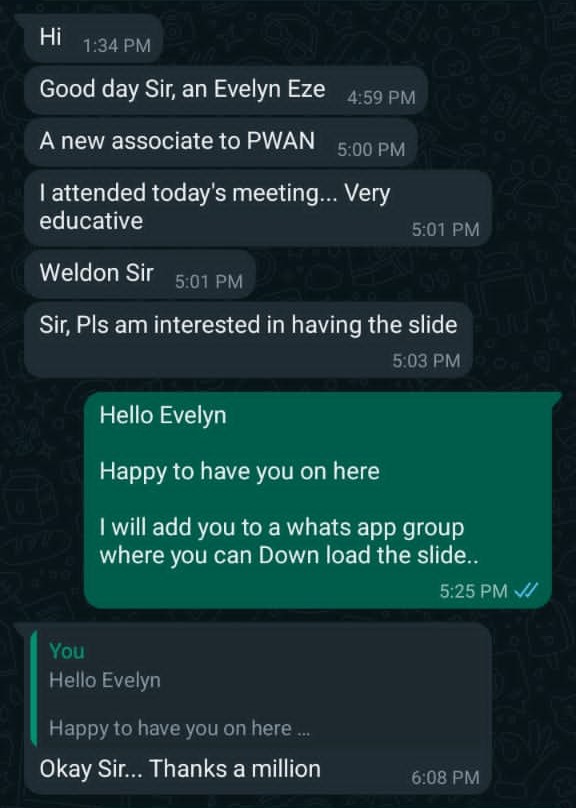 Hi 1:34 PM
Good day Sir, an Evelyn Eze 4:59 PM
A new associate to PWAN 5:00 PM
I attended today's meeting... Very
educative 5:01 PM
Weldon Sir 5:01 PM
Sir, Pls am interested in having the slide
5:03 PM
Hello Evelyn
Happy to have you on here
I will add you to a whats app group
where you can Down load the slide..
5:25 PM
You
Hello Evelyn
Happy to have you on here ...
Okay Sir... Thanks a million 6:08 PM